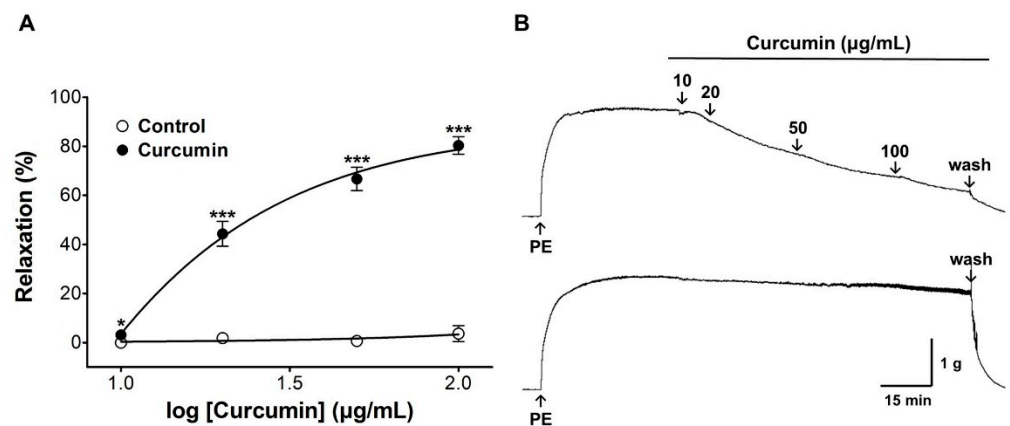 A
Relaxation (%)
100
80
60
40
20
0
Control
Curcumin
*
***
***
***
1.0
1.5
2.0
log [Curcumin] (µg/mL)
B
Curcumin (µg/mL)
10
20
50
100
wash
PE
wash
PE
1 g
15 min